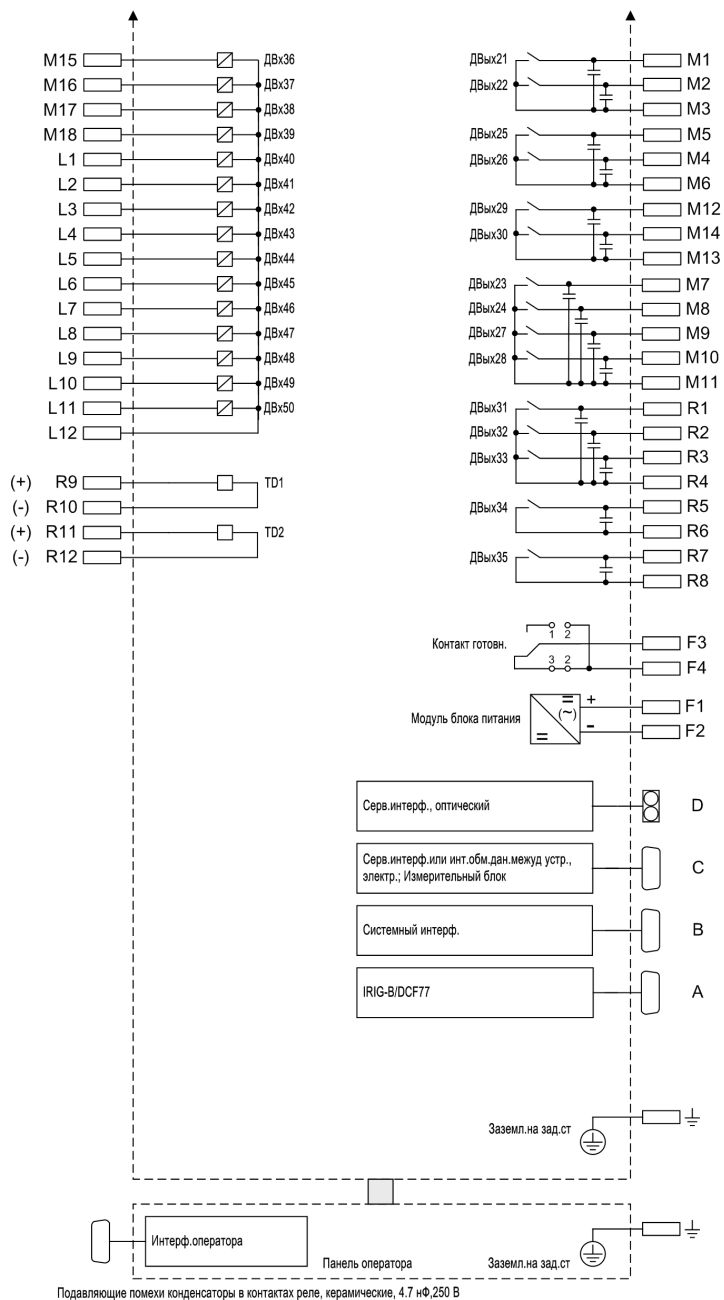 M15 ДВх36 ДВых21 M1
M16 ДВх37 ДВых22 M2
M17 ДВх38 M3
M18 ДВх39 ДВых25 M5
L1 ДВх40 ДВых26 M4
L2 ДВх41 M6
L3 ДВх42 ДВых29 M12
L4 ДВх43 ДВых30 M14
L5 ДВх44 M13
L6 ДВх45 ДВых23 M7
L7 ДВх46 ДВых24 M8
L8 ДВх47 ДВых27 M9
L9 ДВх48 ДВых28 M10
L10 ДВх49 M11
L11 ДВх50 ДВых31 R1
L12 ДВых32 R2
ДВых33 R3
(+) R9 TD1 R4
(-) R10 ДВых34 R5
(+) R11 TD2 R6
(-) R12 ДВых35 R7
R8
1 2
Контакт готовн. F3
3 2 F4
= + F1
Модуль блока питания (~)
= - F2
Серв.интерф., оптический D
Серв.интерф.или инт.обм.дан.межуд устр.,
электр.; Измерительный блок C
Системный интерф. B
IRIG-B/DCF77 A
Заземл.на зад.ст
Интерф.оператора
Панель оператора Заземл.на зад.ст
Подавляющие помехи конденсаторы в контактах реле, керамические, 4.7 нФ,250 В